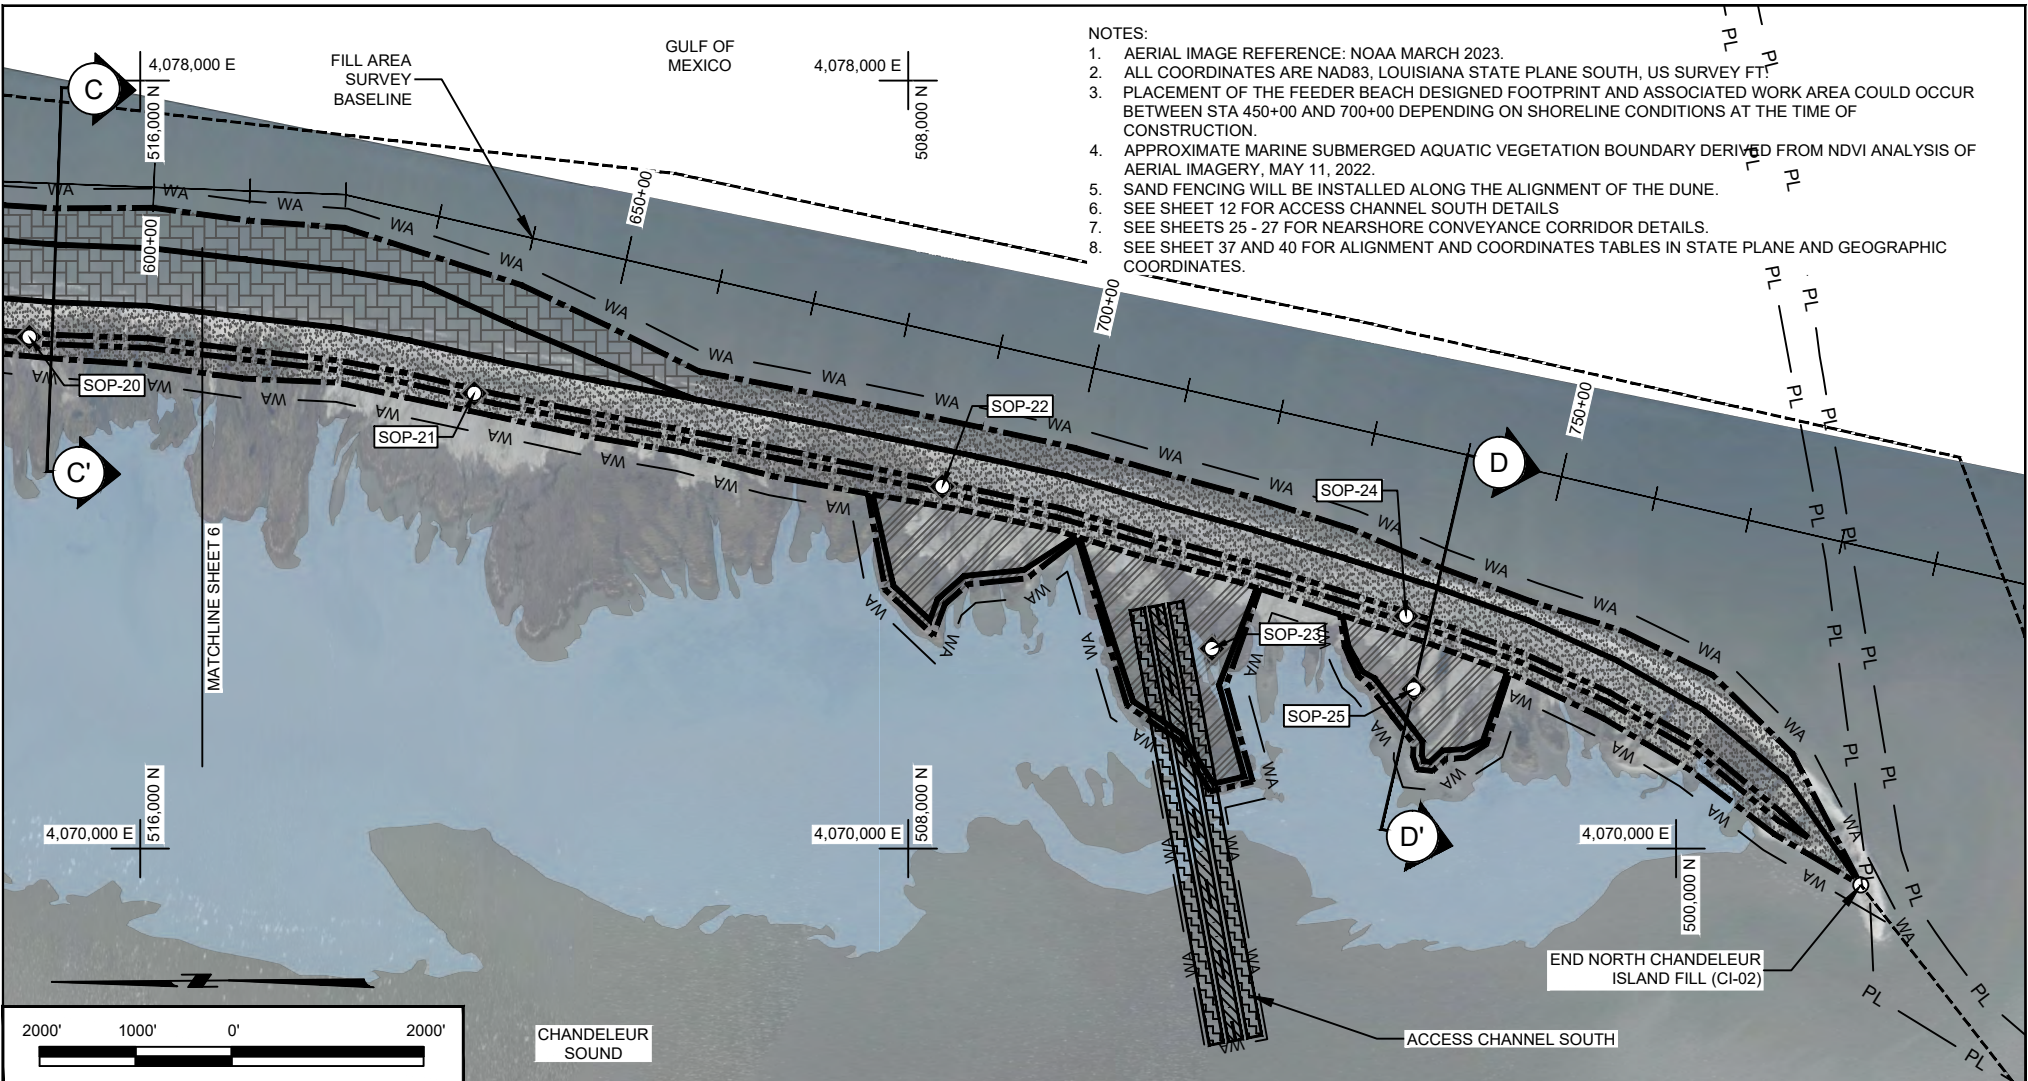 NOTES:
1. AERIAL IMAGE REFERENCE: NOAA MARCH 2023.
2. ALL COORDINATES ARE NAD83, LOUISIANA STATE PLANE SOUTH, US SURVEY FT.
3. PLACEMENT OF THE FEEDER BEACH DESIGNED FOOTPRINT AND ASSOCIATED WORK AREA COULD OCCUR
BETWEEN STA 450+00 AND 700+00 DEPENDING ON SHORELINE CONDITIONS AT THE TIME OF
CONSTRUCTION.
4. APPROXIMATE MARINE SUBMERGED AQUATIC VEGETATION BOUNDARY DERIVED FROM NDVI ANALYSIS OF
AERIAL IMAGERY, MAY 11, 2022.
5. SAND FENCING WILL BE INSTALLED ALONG THE ALIGNMENT OF THE DUNE.
6. SEE SHEET 12 FOR ACCESS CHANNEL SOUTH DETAILS
7. SEE SHEETS 25 - 27 FOR NEARSHORE CONVEYANCE CORRIDOR DETAILS.
8. SEE SHEET 37 AND 40 FOR ALIGNMENT AND COORDINATES TABLES IN STATE PLANE AND GEOGRAPHIC
COORDINATES.
C
4,078,000 E
516,000 N
FILL AREA
SURVEY
BASELINE
GULF OF
MEXICO
4,078,000 E
508,000 N
600+00
650+00
700+00
750+00
WA
PL
SOP-20
SOP-21
SOP-22
SOP-23
SOP-24
SOP-25
C'
D
D'
MATCHLINE SHEET 6
4,070,000 E
516,000 N
4,070,000 E
508,000 N
4,070,000 E
500,000 N
END NORTH CHANDELEUR
ISLAND FILL (CI-02)
ACCESS CHANNEL SOUTH
CHANDELEUR
SOUND
2000' 1000' 0' 2000'